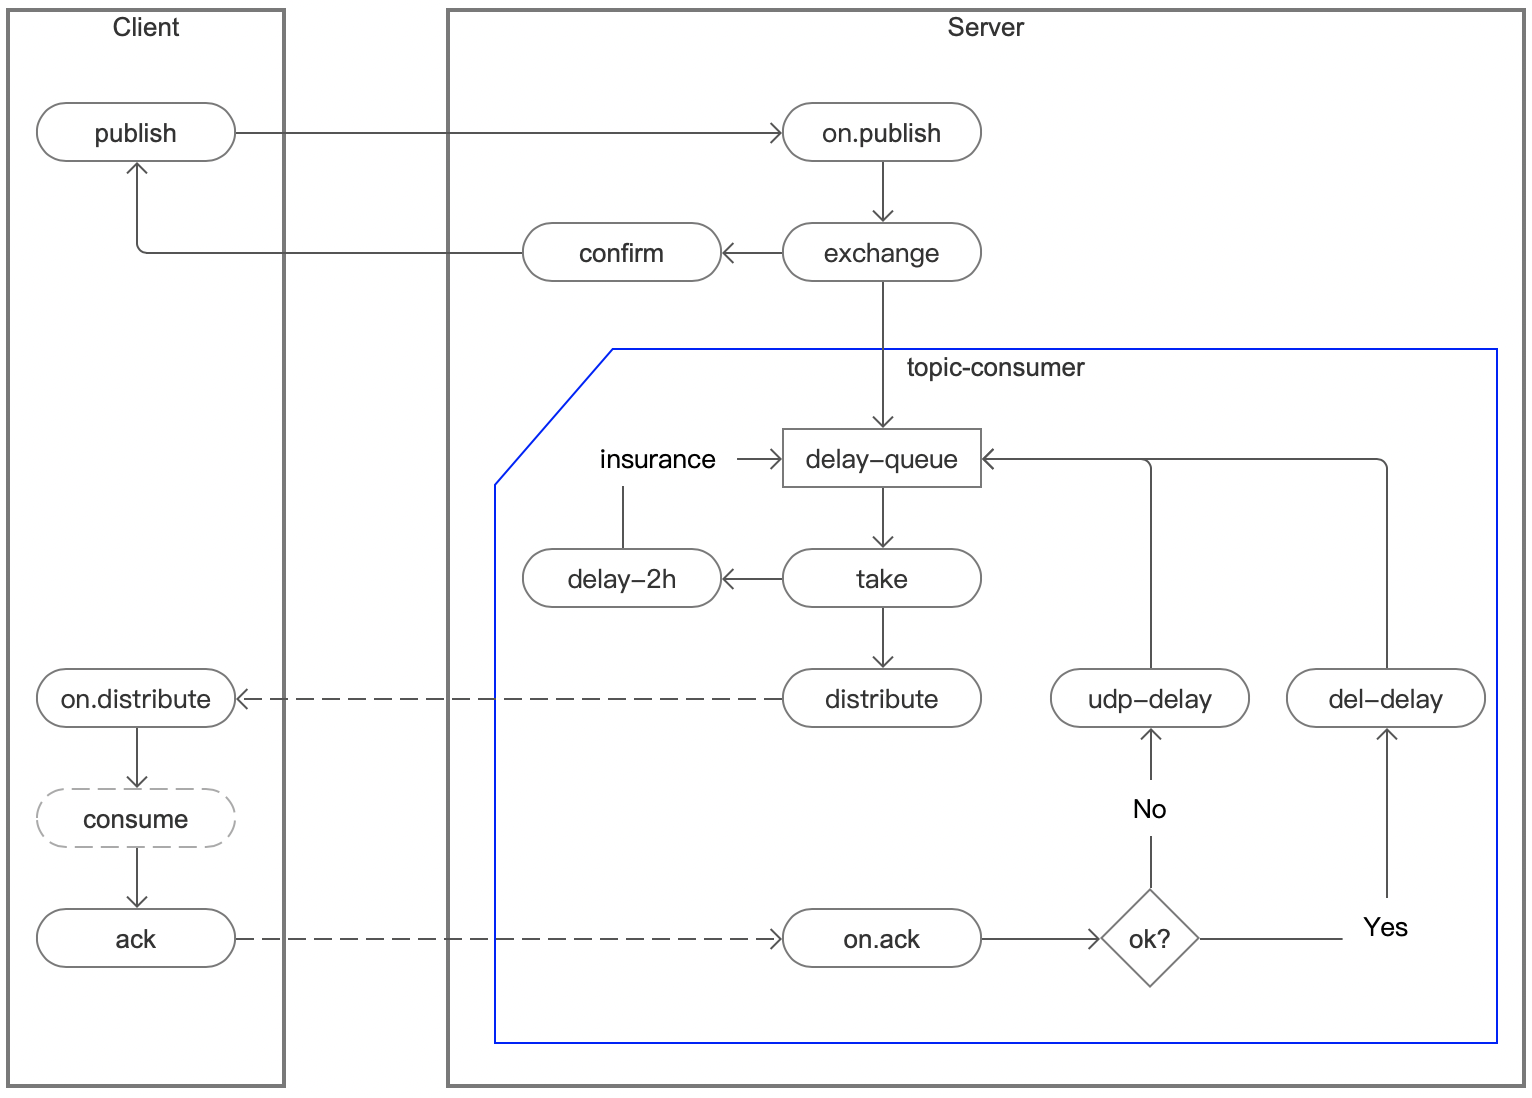 Client
Server
publish
on.publish
confirm
exchange
topic-consumer
insurance
delay-queue
delay-2h
take
on.distribute
distribute
udp-delay
del-delay
consume
No
ack
on.ack
ok?
Yes